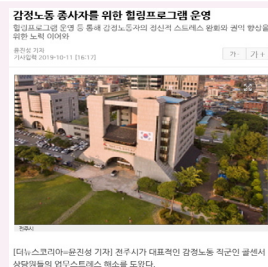 감정노동 종사자를 위한 힐링프로그램 운영
힐링프로그램 운영 등 통해 감정노동자의 정신적 스트레스 완화와 권익 향상을
위한 노력 이어와
윤진성 기자
기사입력 2019-10-11 [16:17]
가- 가+
전주시
[더뉴스코리아=윤진성 기자] 전주시가 대표적인 감정노동 직군인 콜센서
상담원들의 업무스트레스 해소를 도왔다.